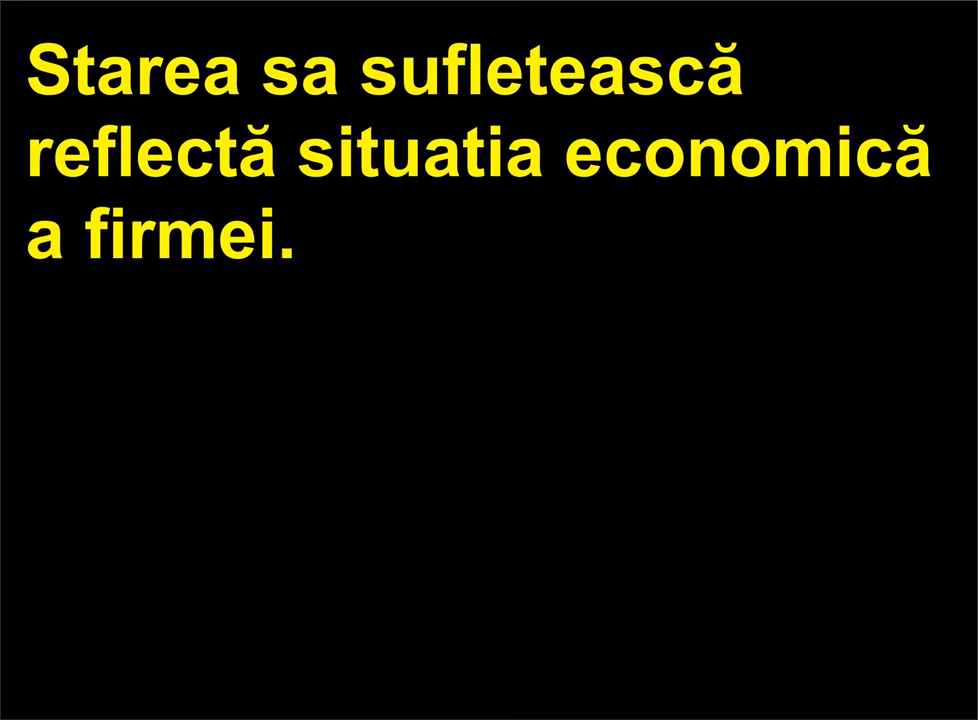 Starea sa sufletească
reflectă situatia economică
a firmei.